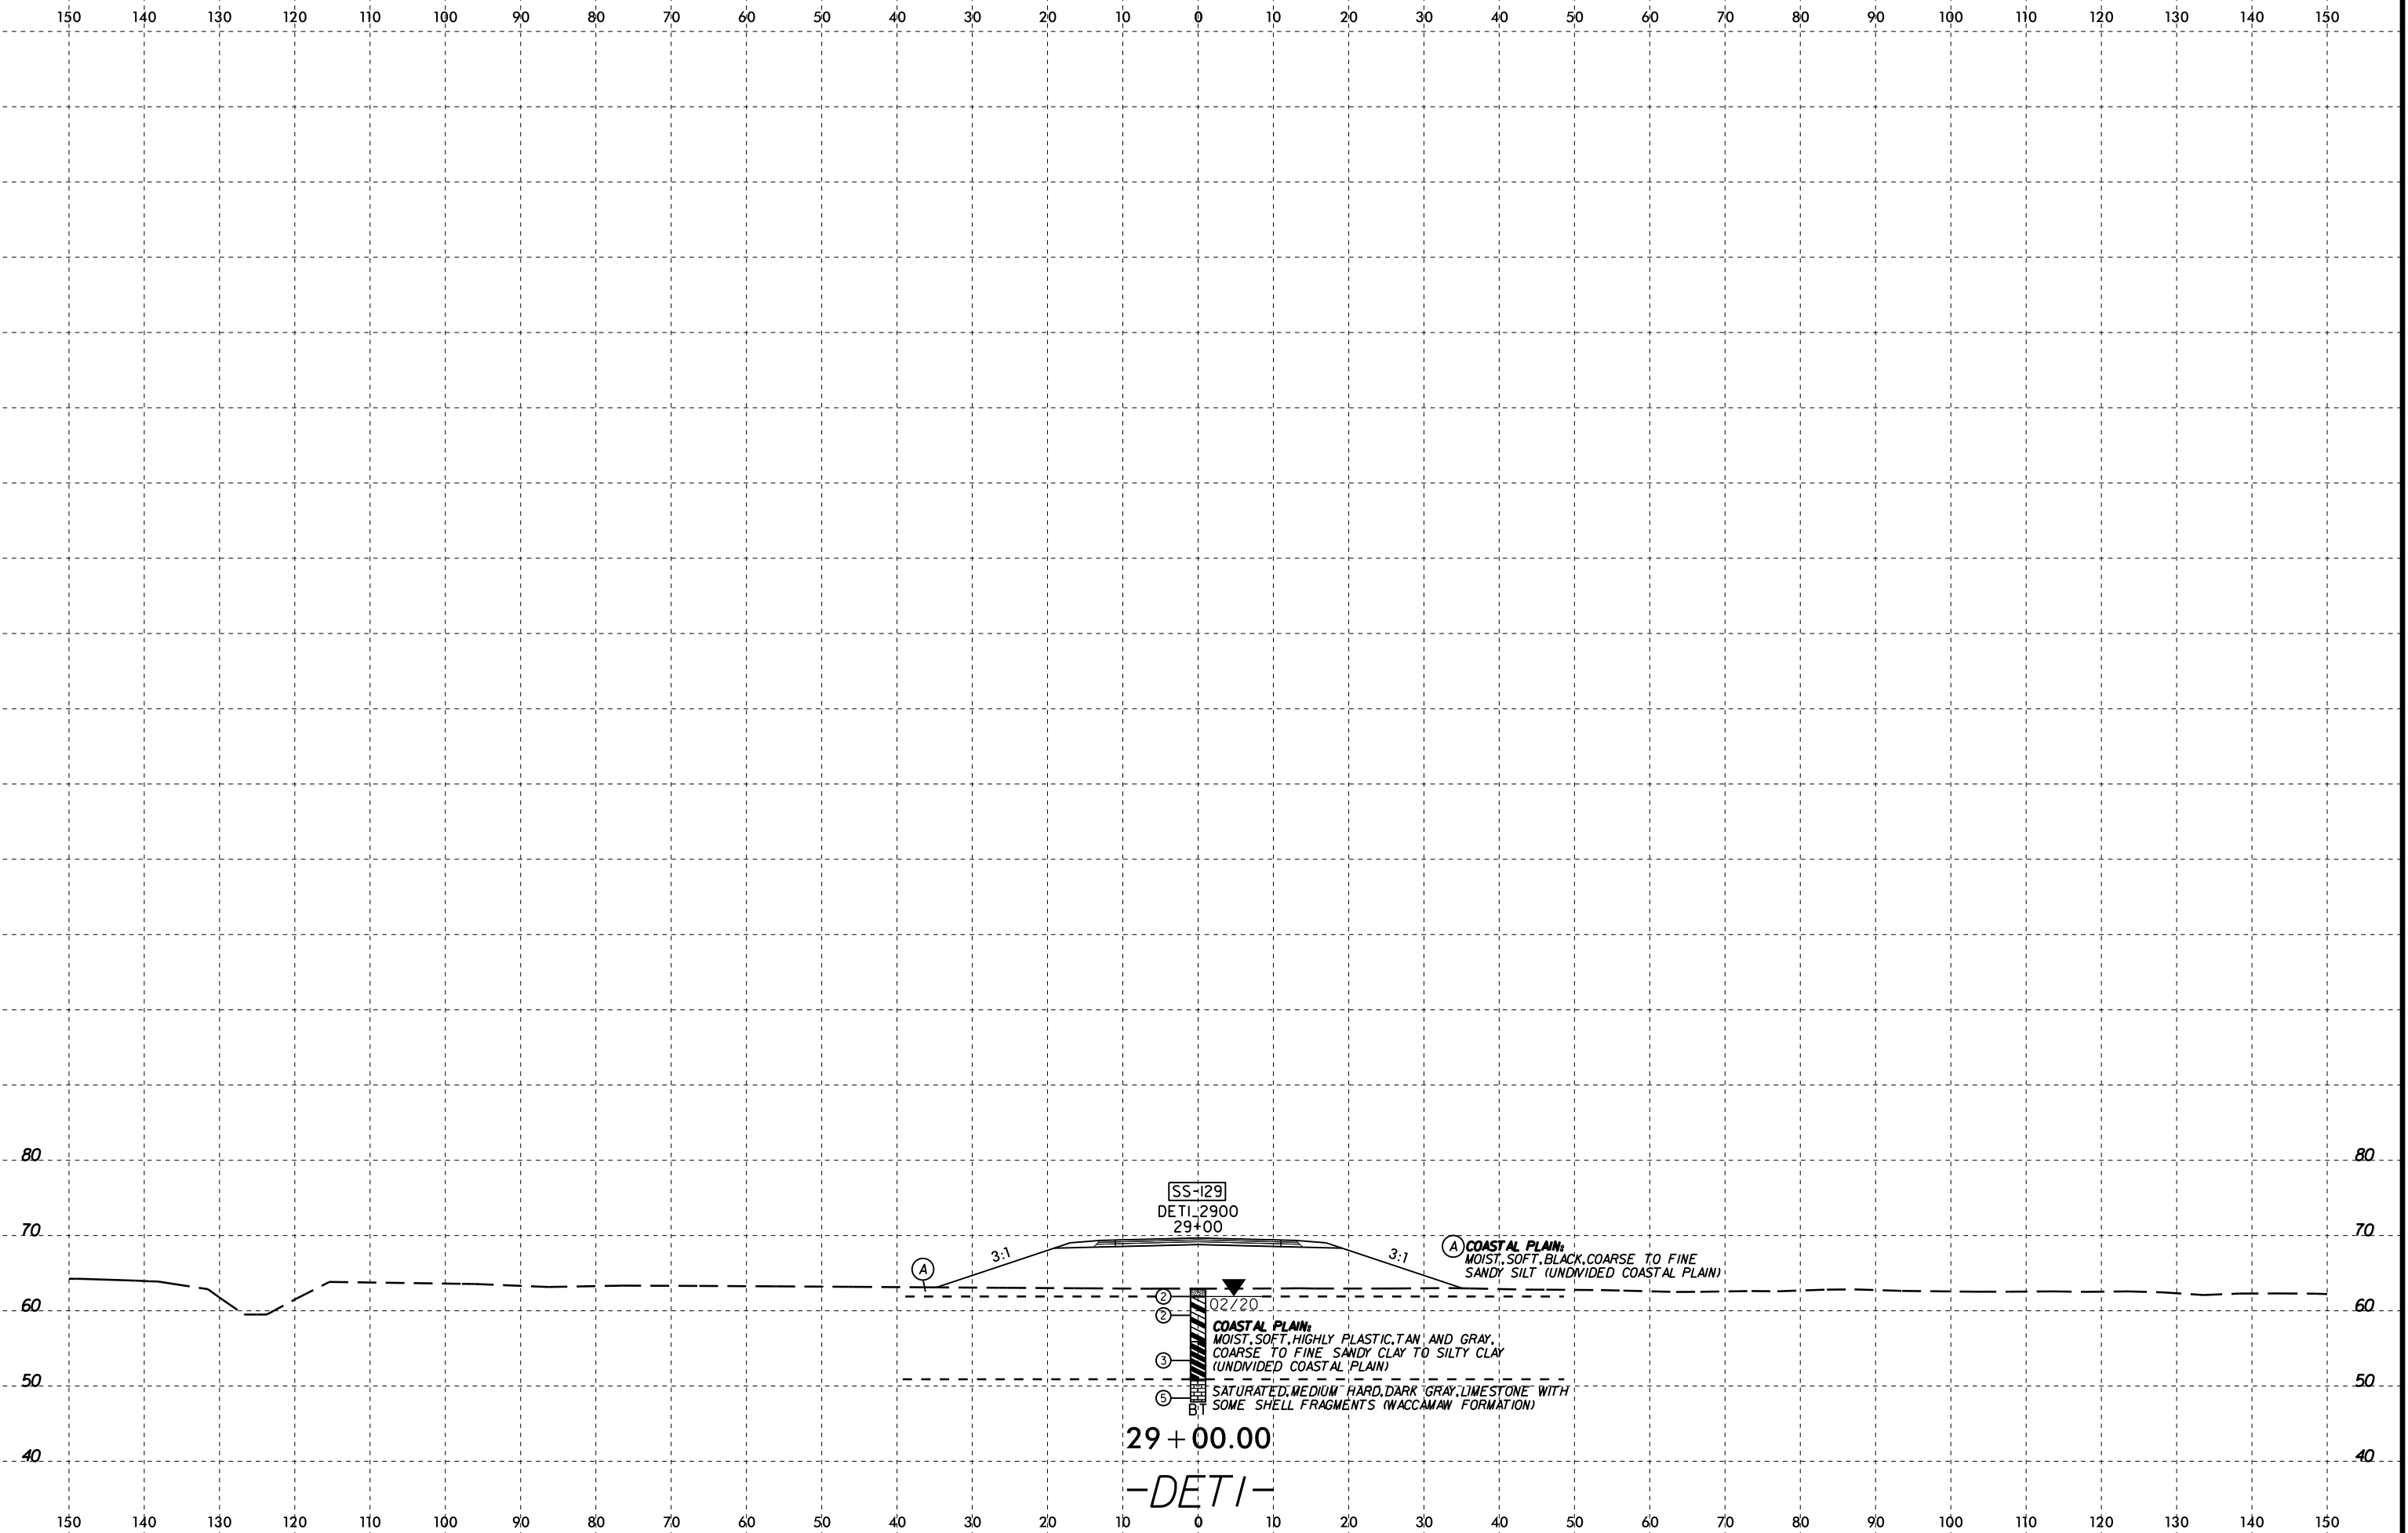 150 140 130 120 110 100 90 80 70 60 50 40 30 20 10 0 10 20 30 40 50 60 70 80 90 100 110 120 130 140 150
80 80
SS-129
DET1_2900
29+00
70 70
3:1 3:1
A COASTAL PLAIN:
MOIST, SOFT, BLACK, COARSE TO FINE
SANDY SILT (UNDIVIDED COASTAL PLAIN)
A
60 60
2
02/20
2
COASTAL PLAIN:
MOIST, SOFT, HIGHLY PLASTIC, TAN AND GRAY,
COARSE TO FINE SANDY CLAY TO SILTY CLAY
(UNDIVIDED COASTAL PLAIN)
3
50 50
SATURATED, MEDIUM HARD, DARK GRAY, LIMESTONE WITH
SOME SHELL FRAGMENTS (WACCAMAW FORMATION)
5
BT
29+00.00
40 40
-DET1-
150 140 130 120 110 100 90 80 70 60 50 40 30 20 10 0 10 20 30 40 50 60 70 80 90 100 110 120 130 140 150